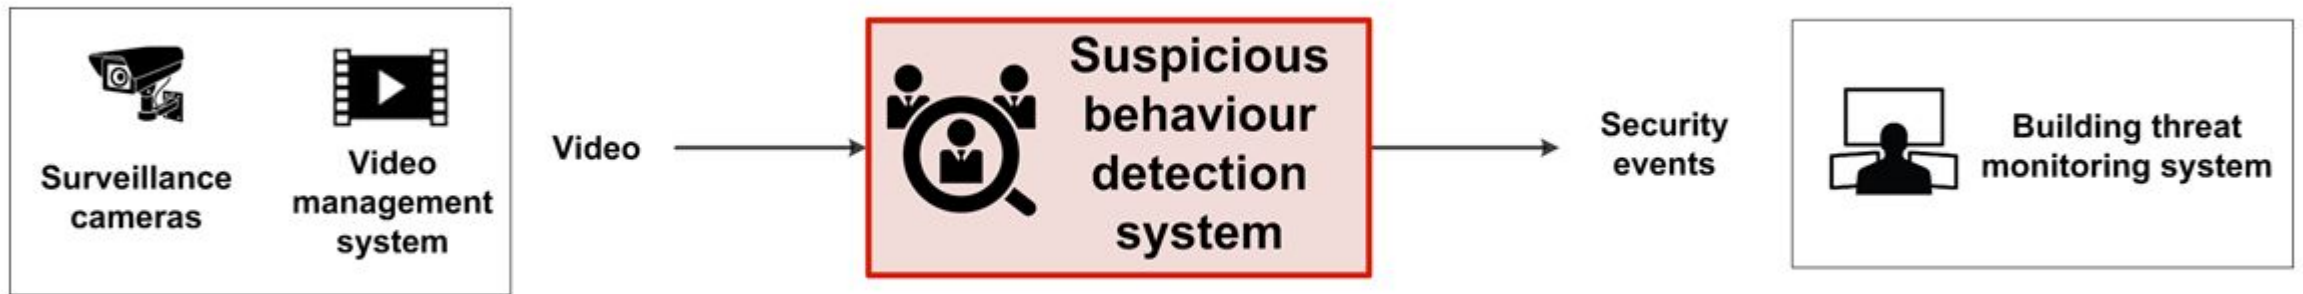 Surveillance
cameras
Video
management
system
Video
Suspicious
behaviour
detection
system
Security
events
Building threat
monitoring system